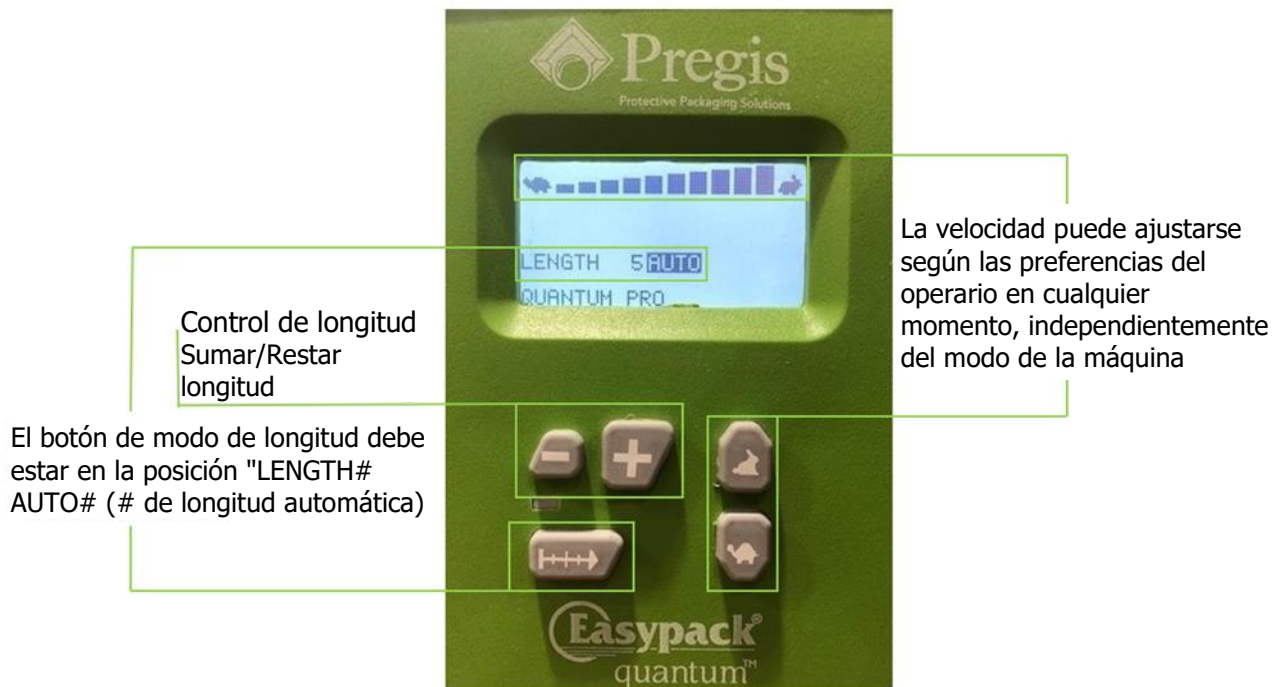 Pregis
Protective Packaging Solutions
LENGTH 5 AUTO
QUANTUM PRO
La velocidad puede ajustarse
según las preferencias del
operario en cualquier
momento, independientemente
del modo de la máquina
Control de longitud
Sumar/Restar
longitud
El botón de modo de longitud debe
estar en la posición "LENGTH#
AUTO# (# de longitud automática)
Easypack®
quantum™